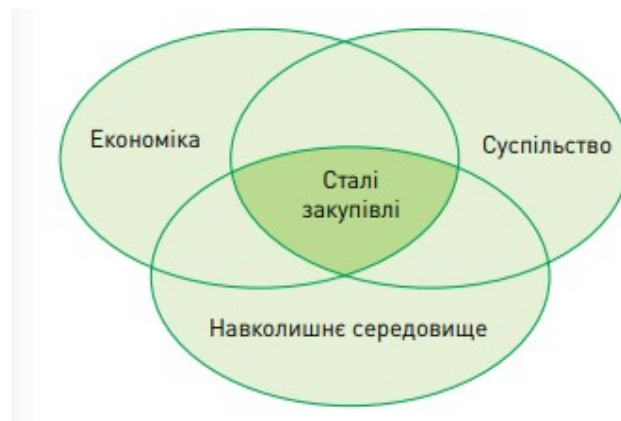 Економіка
Суспільство
Сталі
закупівлі
Навколишнє середовище